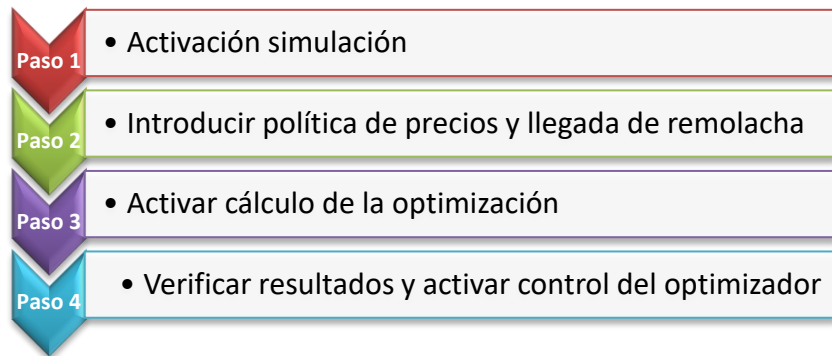 Paso 1
• Activación simulación
Paso 2
• Introducir política de precios y llegada de remolacha
Paso 3
• Activar cálculo de la optimización
Paso 4
• Verificar resultados y activar control del optimizador